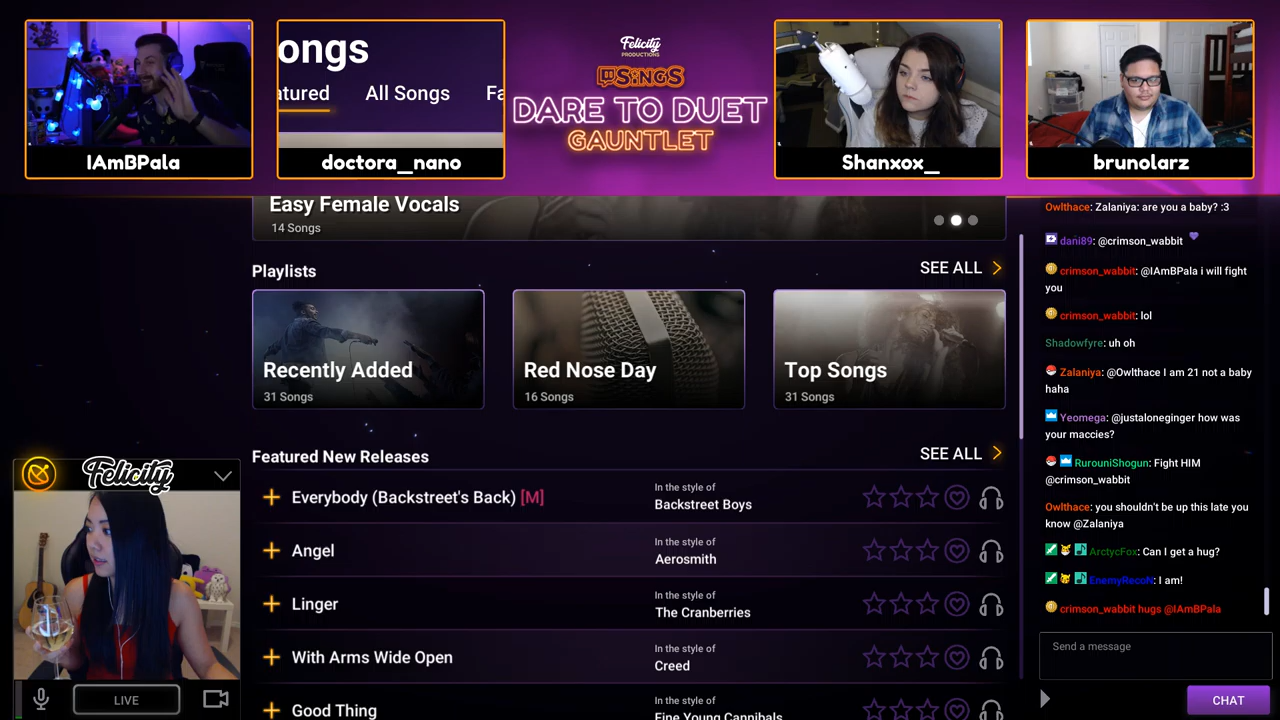 IAmBPala
ongs
atured
All Songs
Fa
doctora_nano
Felicity
PRODUCTIONS
SINGS
DARE TO DUET
GAUNTLET
Shanxox_
brunolarz
Easy Female Vocals
14 Songs
Playlists
SEE ALL
Recently Added
31 Songs
Red Nose Day
16 Songs
Top Songs
31 Songs
Featured New Releases
SEE ALL
Everybody (Backstreet's Back) [M]
In the style of
Backstreet Boys
Angel
In the style of
Aerosmith
Linger
In the style of
The Cranberries
With Arms Wide Open
In the style of
Creed
Good Thing
In the style of
Fine Young Cannibals
Felicity
LIVE
Owlthace: Zalaniya: are you a baby? :3
dani89: @crimson_wabbit
crimson_wabbit: @IAmBPala i will fight
you
crimson_wabbit: lol
Shadowfyre: uh oh
Zalaniya: @Owlthace I am 21 not a baby
haha
Yeomega: @justaloneginger how was
your maccies?
RurouniShogun: Fight HIM
@crimson_wabbit
Owlthace: you shouldn't be up this late you
know @Zalaniya
ArctycFox: Can I get a hug?
EnemyRecoN: I am!
crimson_wabbit hugs @IAmBPala
Send a message
CHAT